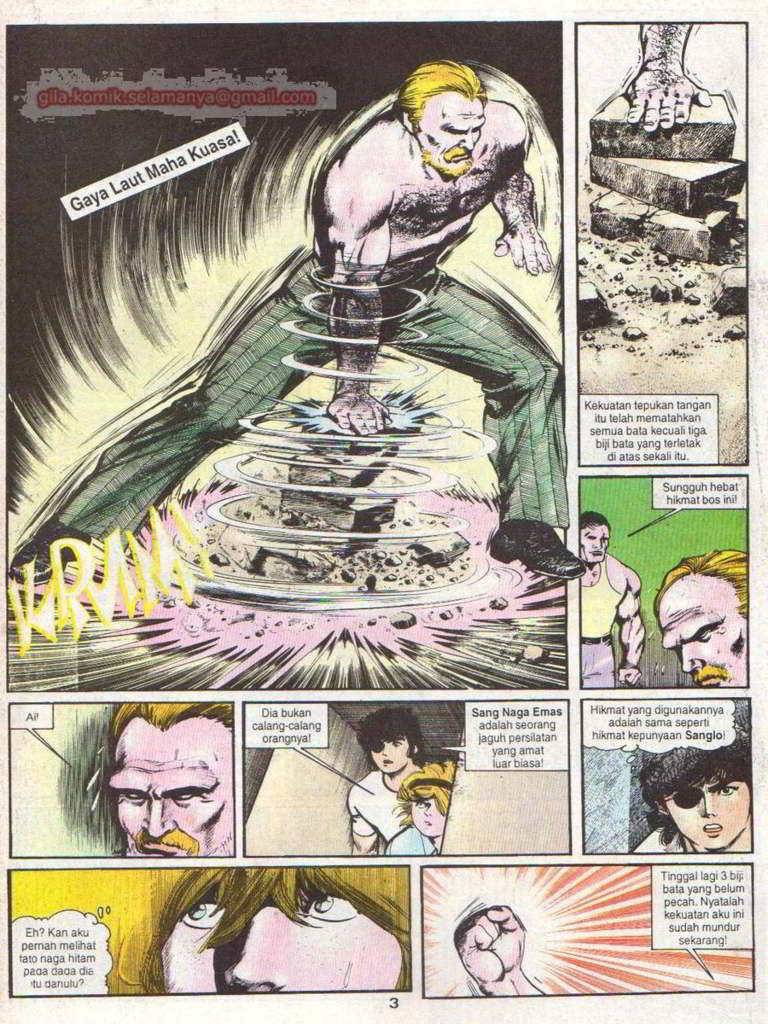 gila.komik.selamanya@gmail.com
Gaya Laut Maha Kuasa!
KRRAAKK!
Kekuatan tepukan tangan
itu telah mematahkan
semua bata kecuali tiga
biji bata yang terletak
di atas sekali itu.
Sungguh hebat
hikmat bos ini!
Ai!
Dia bukan
calang-calang
orangnya!
Sang Naga Emas
adalah seorang
jaguh persilatan
yang amat
luar biasa!
Hikmat yang digunakannya
adalah sama seperti
hikmat kepunyaan Sanglo!
Eh? Kan aku
pernah melihat
tato naga hitam
pada dada dia
itu dahulu?
Tinggal lagi 3 biji
bata yang belum
pecah. Nyatalah
kekuatan aku ini
sudah mundur
sekarang!
3